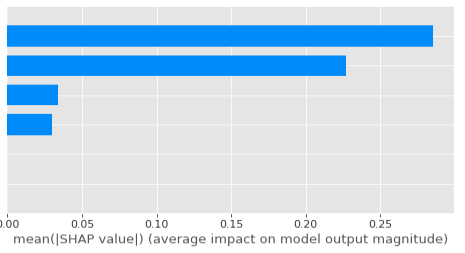 0.00 0.05 0.10 0.15 0.20 0.25
mean(|SHAP value|) (average impact on model output magnitude)